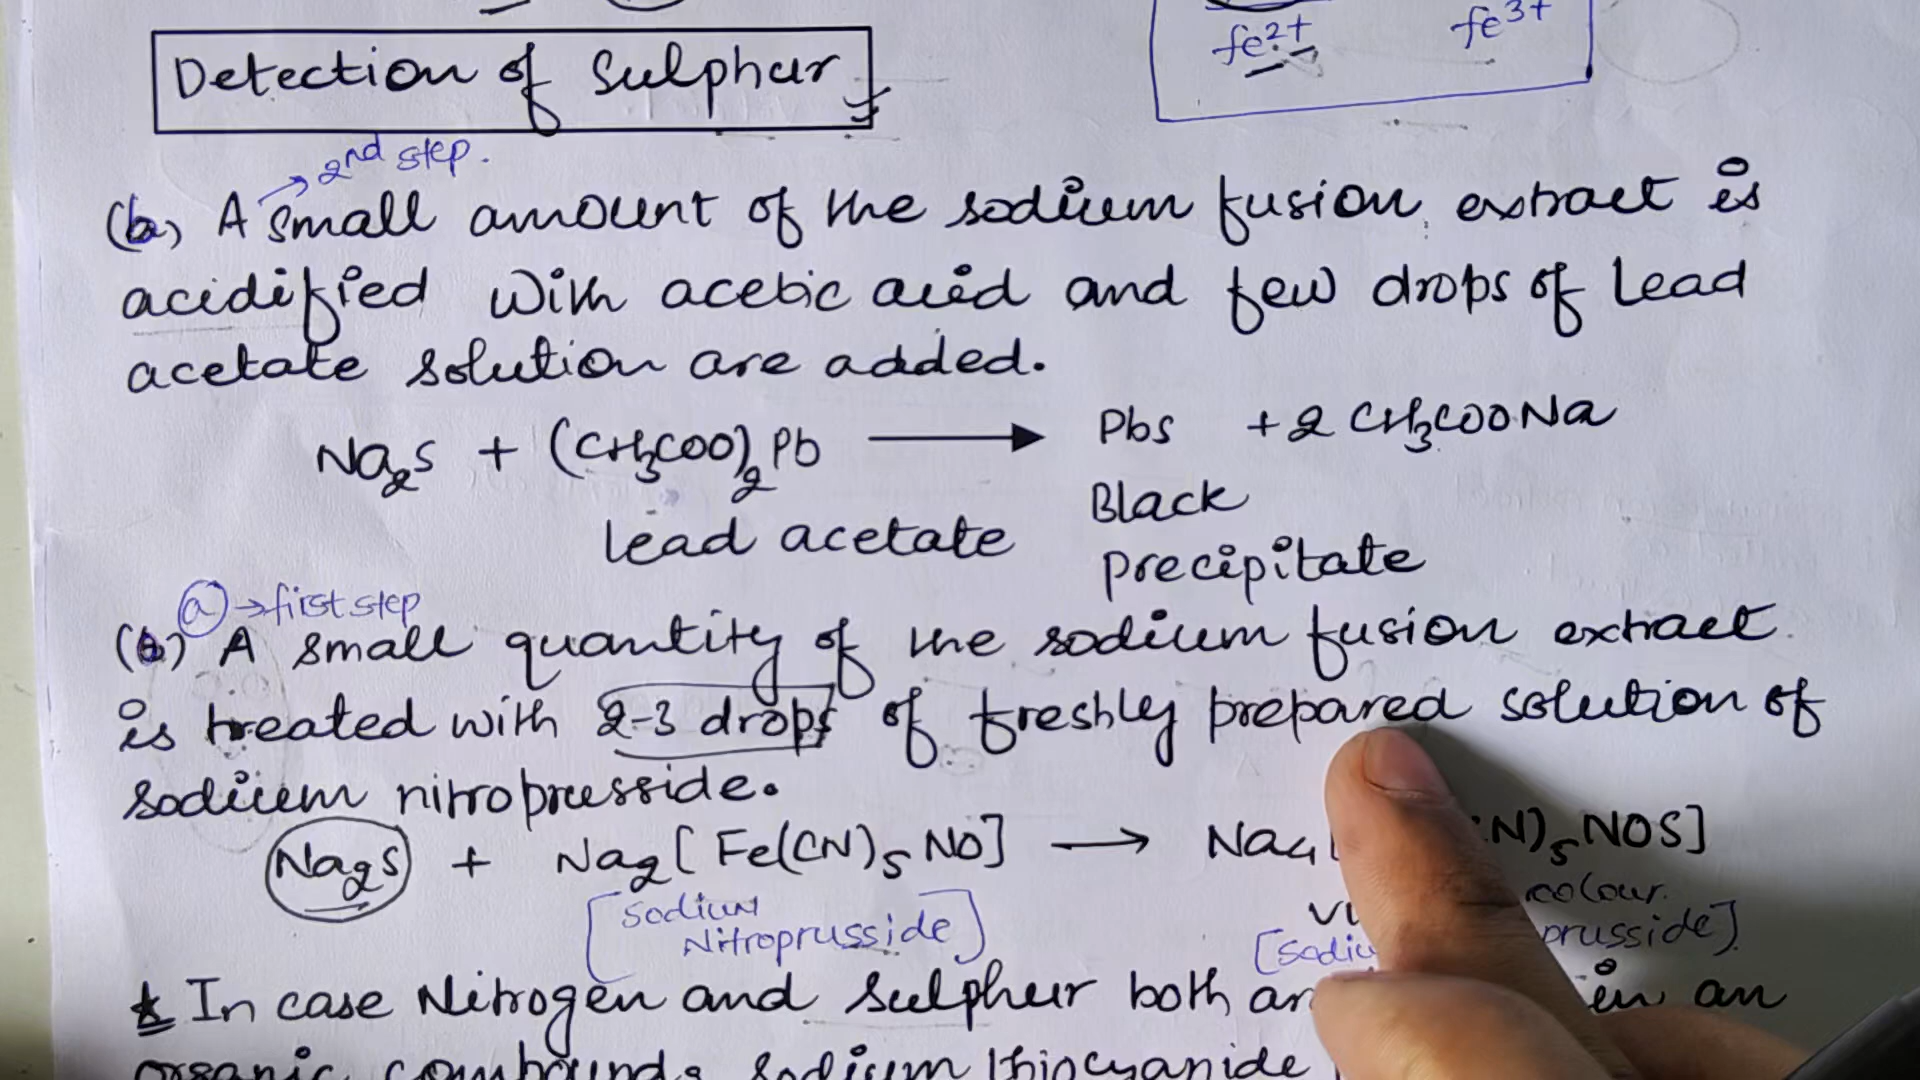 fe2+ fe3+
Detection of Sulphur
2nd step.
(b) A small amount of the sodium fusion extract is
acidified with acetic acid and few drops of lead
acetate solution are added.
Na2S + (CH3COO)2Pb → Pbs + 2 CH3COONa
lead acetate
Black
precipitate
(a) → first step
A small quantity of the sodium fusion extract
is treated with 2-3 drops of freshly prepared solution of
sodium nitroprusside.
Na2S + Na2[Fe(CN)5NO] → Na4[ N)5NOS]
colour.
[Sodium
Nitroprusside]
prusside].
* In case Nitrogen and sulphur both in an
organic compounds sodium thiocyanide